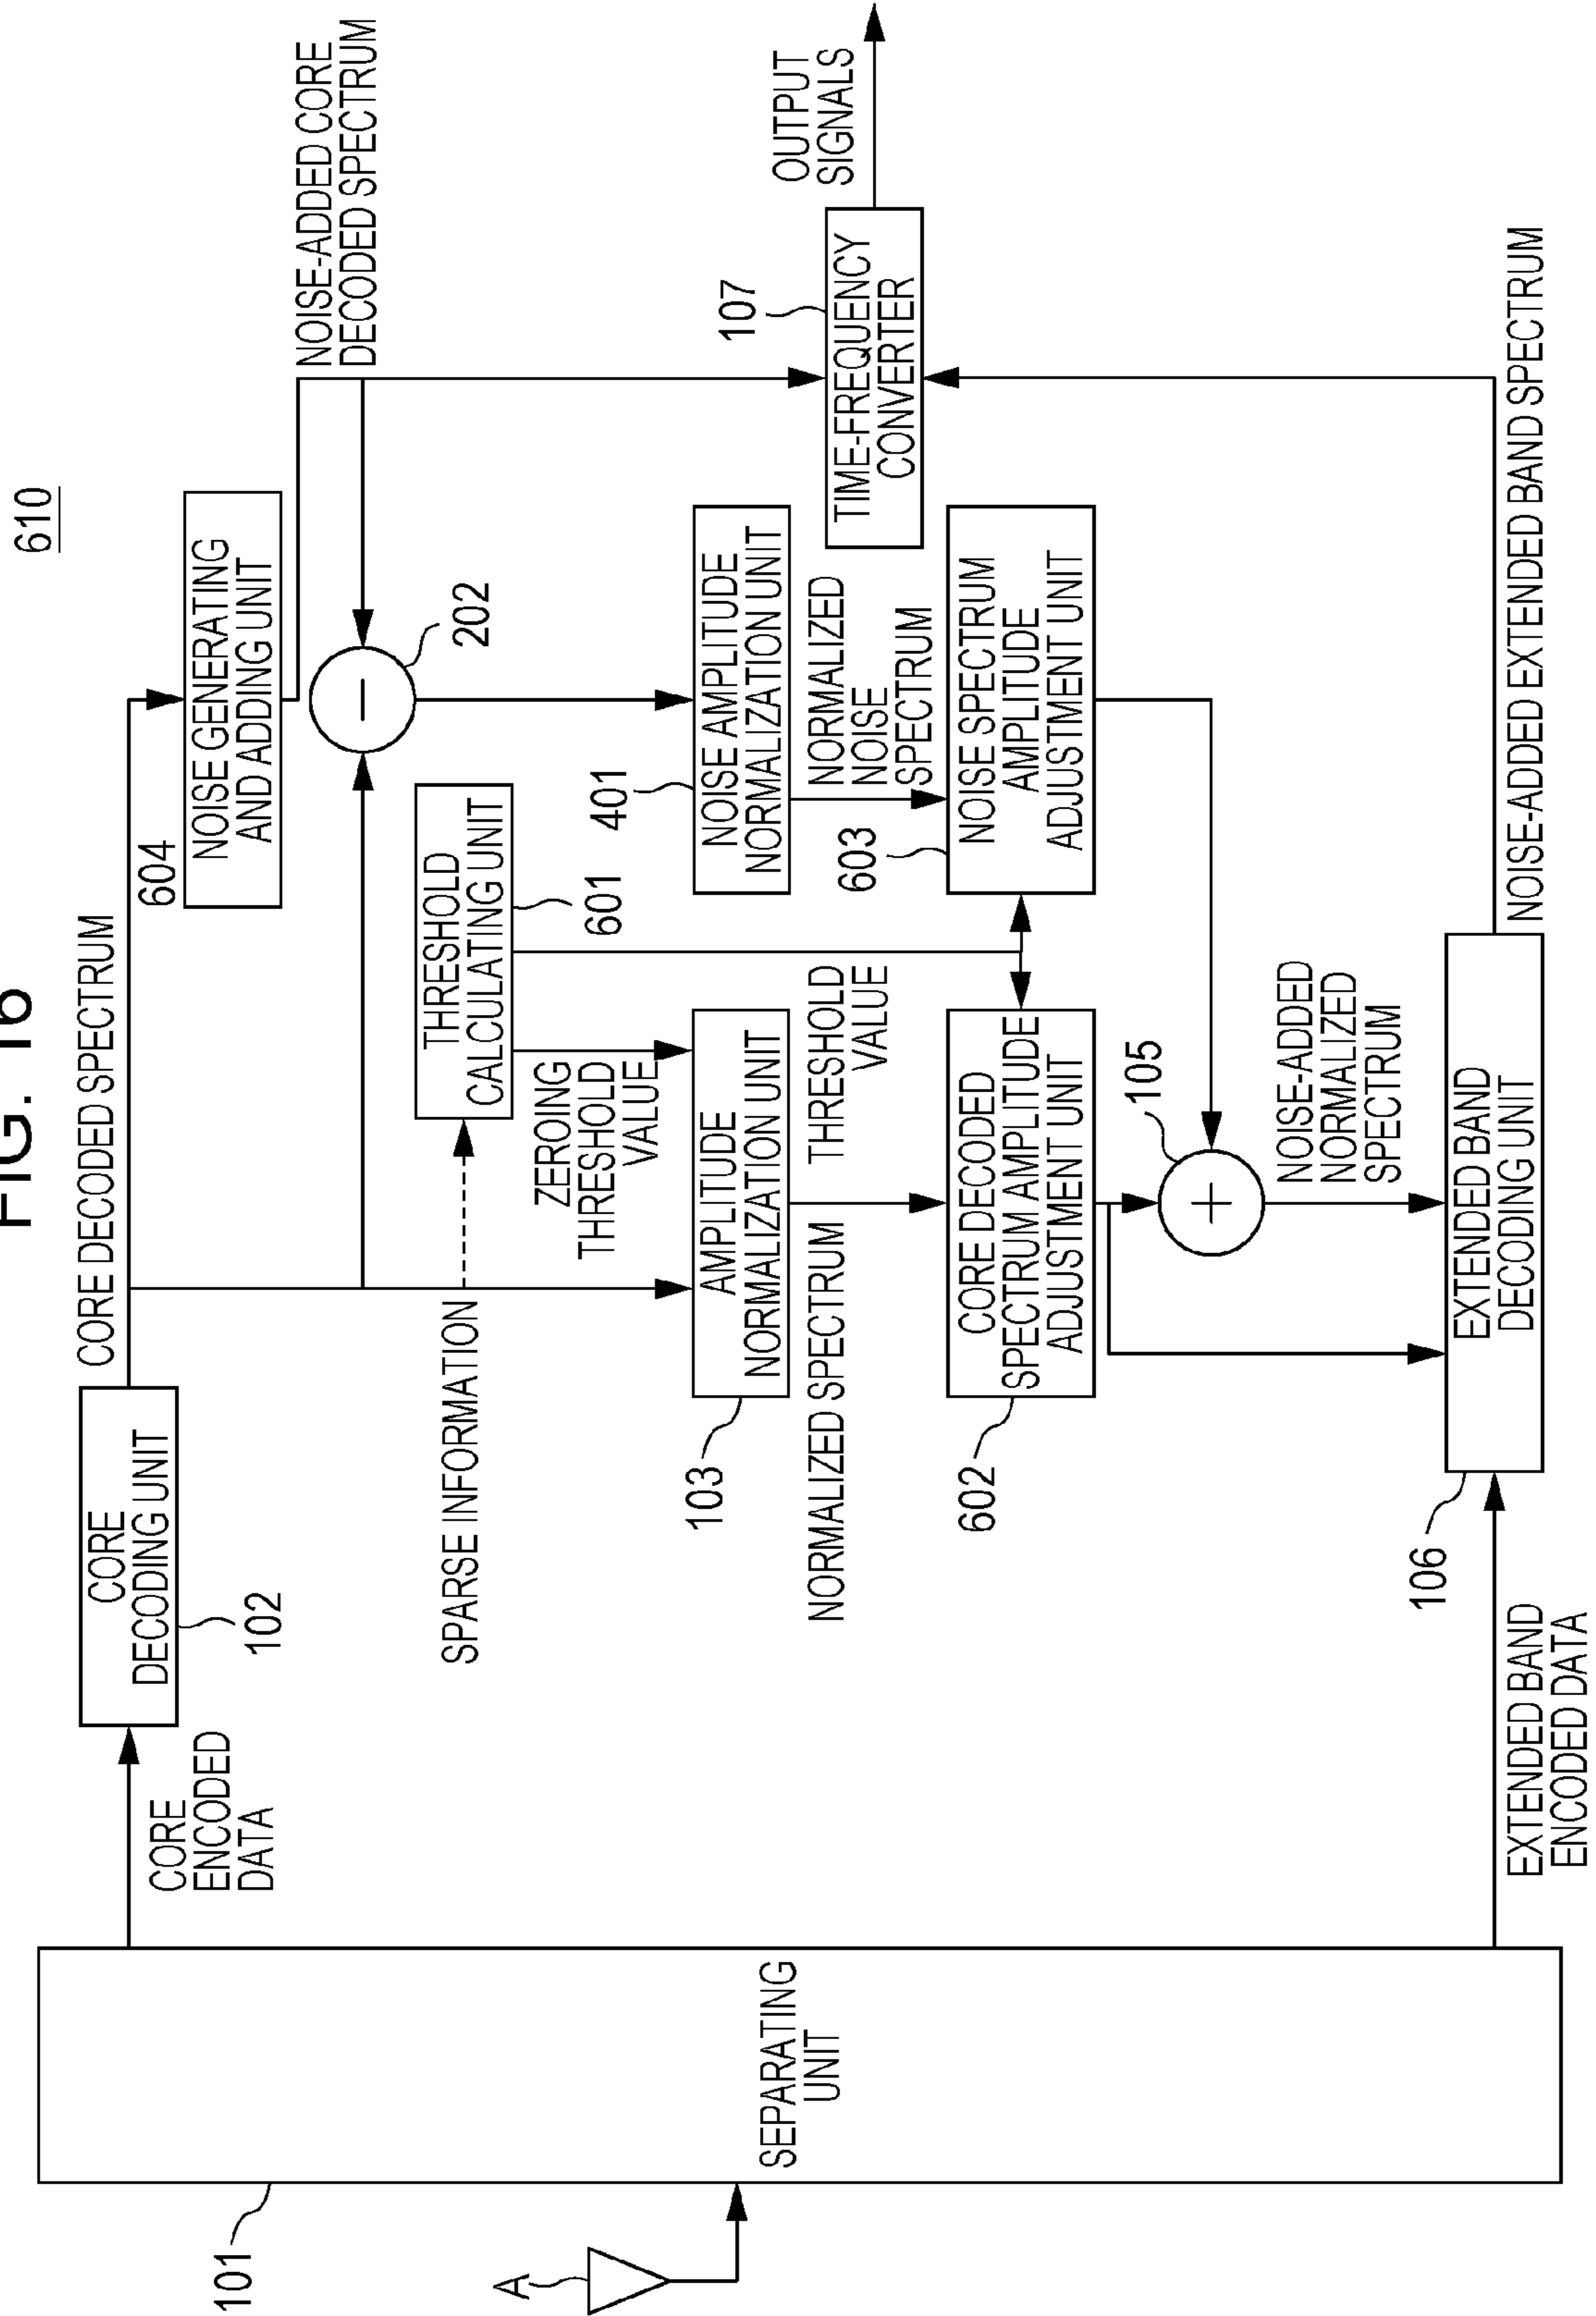 FIG. 16
610
CORE DECODED SPECTRUM
NOISE-ADDED CORE
DECODED SPECTRUM
CORE
DECODING UNIT
102
CORE
ENCODED
DATA
604
NOISE GENERATING
AND ADDING UNIT
202
SPARSE INFORMATION
THRESHOLD
CALCULATING UNIT
601
ZEROING
THRESHOLD
VALUE
401
NOISE AMPLITUDE
NORMALIZATION UNIT
AMPLITUDE
NORMALIZATION UNIT
103
NORMALIZED SPECTRUM
THRESHOLD
VALUE
NORMALIZED
NOISE
SPECTRUM
603
NOISE SPECTRUM
AMPLITUDE
ADJUSTMENT UNIT
CORE DECODED
SPECTRUM AMPLITUDE
ADJUSTMENT UNIT
602
107
TIME-FREQUENCY
CONVERTER
OUTPUT
SIGNALS
−
+
105
NOISE-ADDED
NORMALIZED
SPECTRUM
101
A
SEPARATING
UNIT
106
EXTENDED BAND
DECODING UNIT
EXTENDED BAND
ENCODED DATA
NOISE-ADDED EXTENDED BAND SPECTRUM